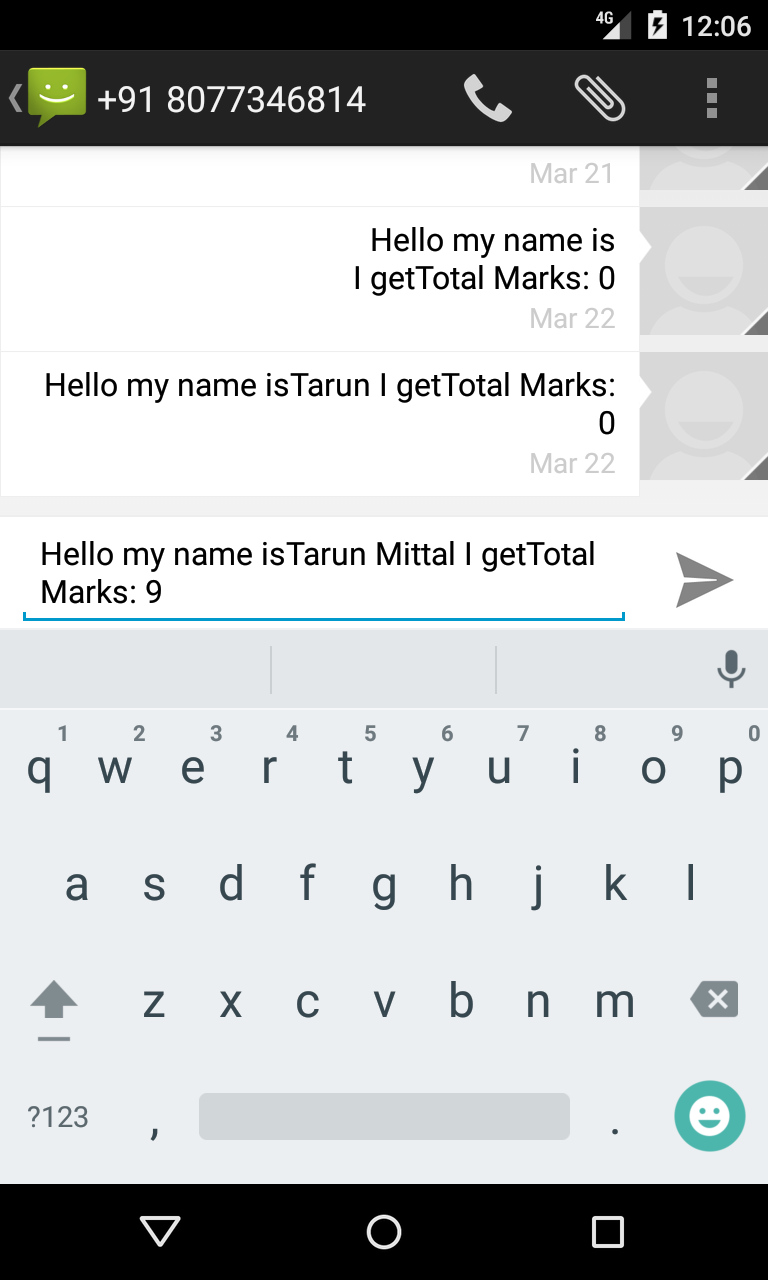 4G 12:06
+91 8077346814
Mar 21
Hello my name is
I getTotal Marks: 0
Mar 22
Hello my name isTarun I getTotal Marks:
0
Mar 22
Hello my name isTarun Mittal I getTotal
Marks: 9
1 2 3 4 5 6 7 8 9 0
q w e r t y u i o p
a s d f g h j k l
z x c v b n m
?123 , .